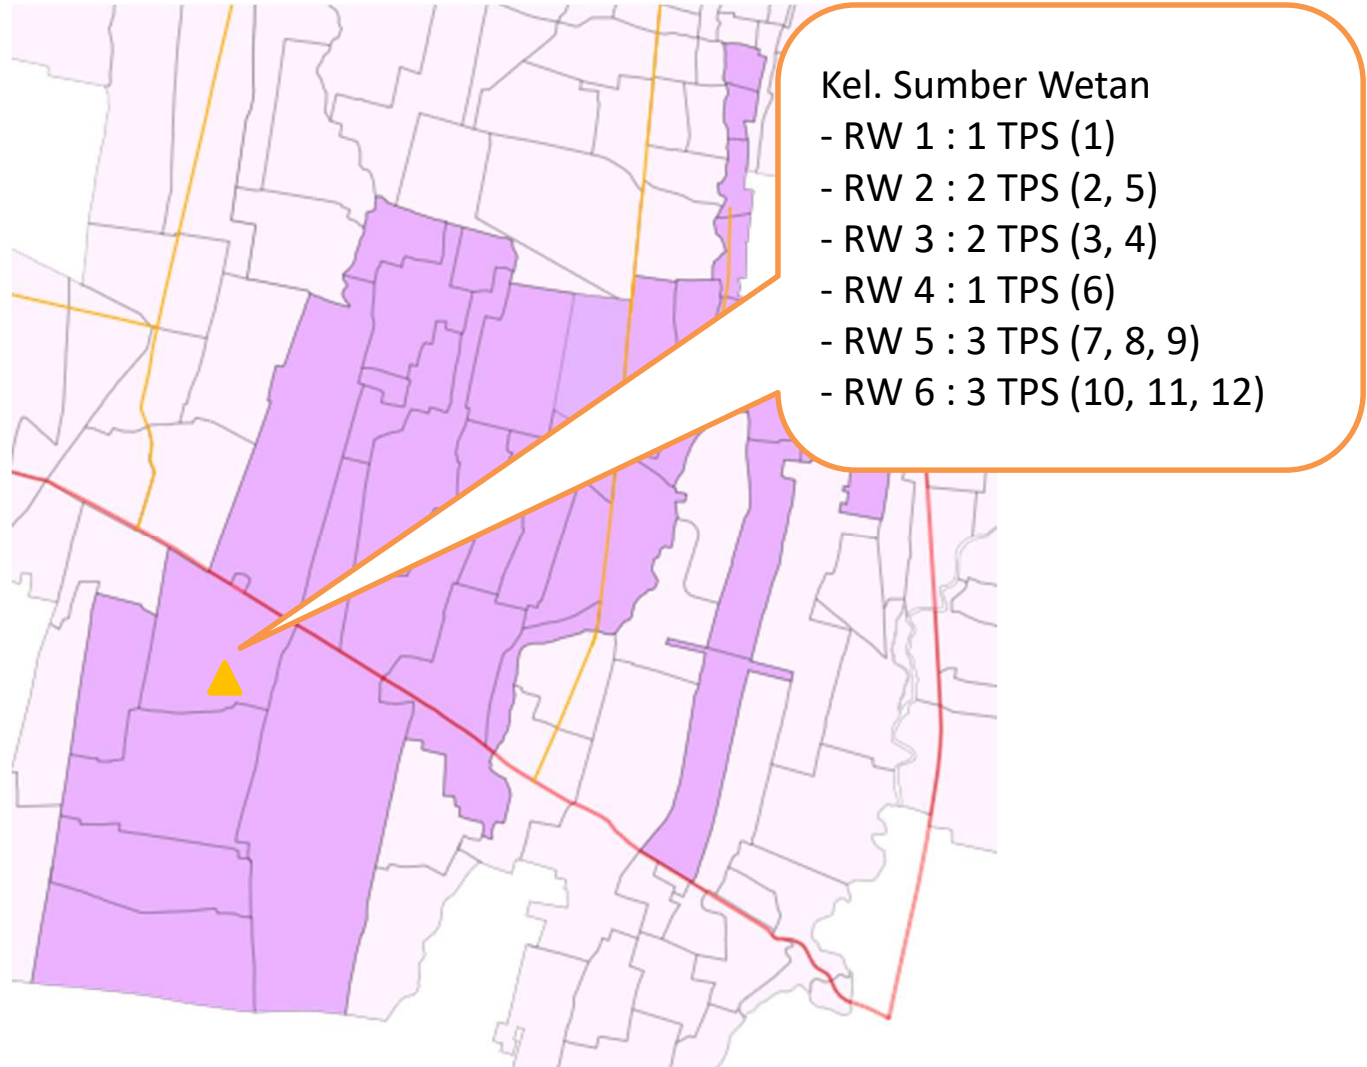 Kel. Sumber Wetan
- RW 1 : 1 TPS (1)
- RW 2 : 2 TPS (2, 5)
- RW 3 : 2 TPS (3, 4)
- RW 4 : 1 TPS (6)
- RW 5 : 3 TPS (7, 8, 9)
- RW 6 : 3 TPS (10, 11, 12)